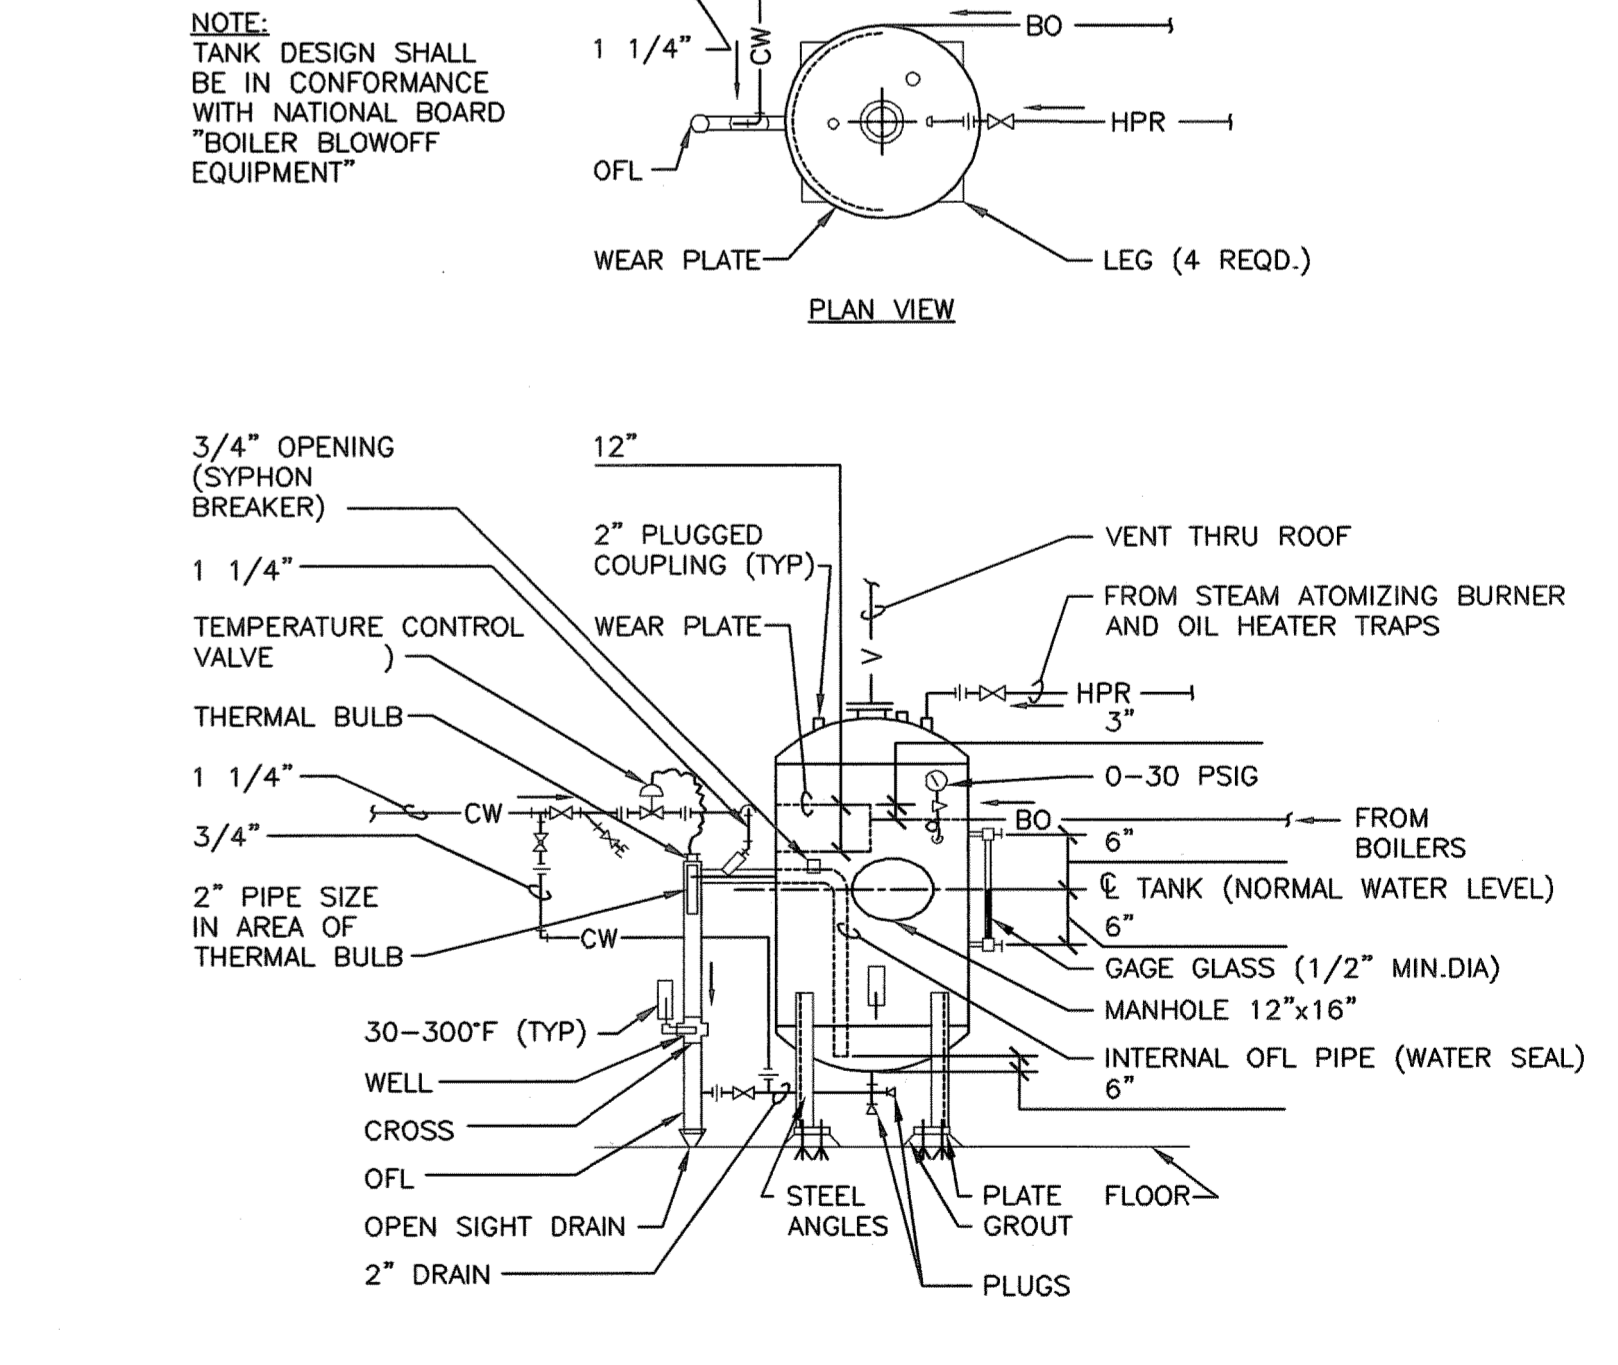 NOTE:
TANK DESIGN SHALL
BE IN CONFORMANCE
WITH NATIONAL BOARD
"BOILER BLOWOFF
EQUIPMENT"
1 1/4"
CW
BO
HPR
OFL
WEAR PLATE
LEG (4 REQD.)
PLAN VIEW
3/4" OPENING
(SYPHON
BREAKER)
1 1/4"
TEMPERATURE CONTROL
VALVE )
THERMAL BULB
1 1/4"
CW
3/4"
2" PIPE SIZE
IN AREA OF
THERMAL BULB
CW
30-300°F (TYP)
WELL
CROSS
OFL
OPEN SIGHT DRAIN
2" DRAIN
12"
2" PLUGGED
COUPLING (TYP)
WEAR PLATE
V
VENT THRU ROOF
FROM STEAM ATOMIZING BURNER
AND OIL HEATER TRAPS
HPR
3"
0-30 PSIG
BO
FROM
BOILERS
6"
℄ TANK (NORMAL WATER LEVEL)
6"
GAGE GLASS (1/2" MIN.DIA)
MANHOLE 12"x16"
INTERNAL OFL PIPE (WATER SEAL)
6"
STEEL
ANGLES
PLATE
GROUT
FLOOR
PLUGS